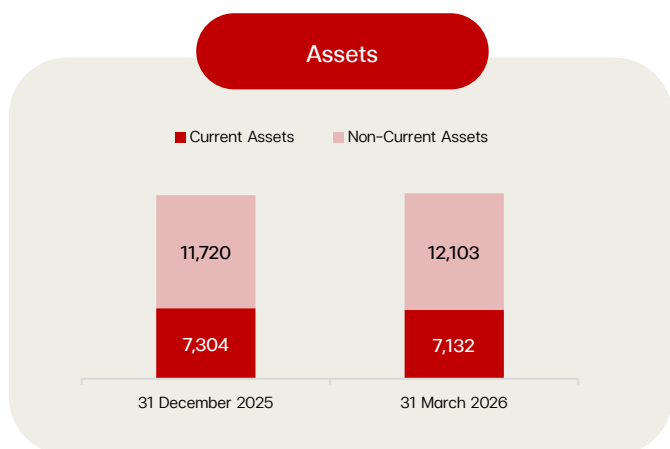 Assets
Current Assets Non-Current Assets
11,720 12,103
7,304 7,132
31 December 2025 31 March 2026